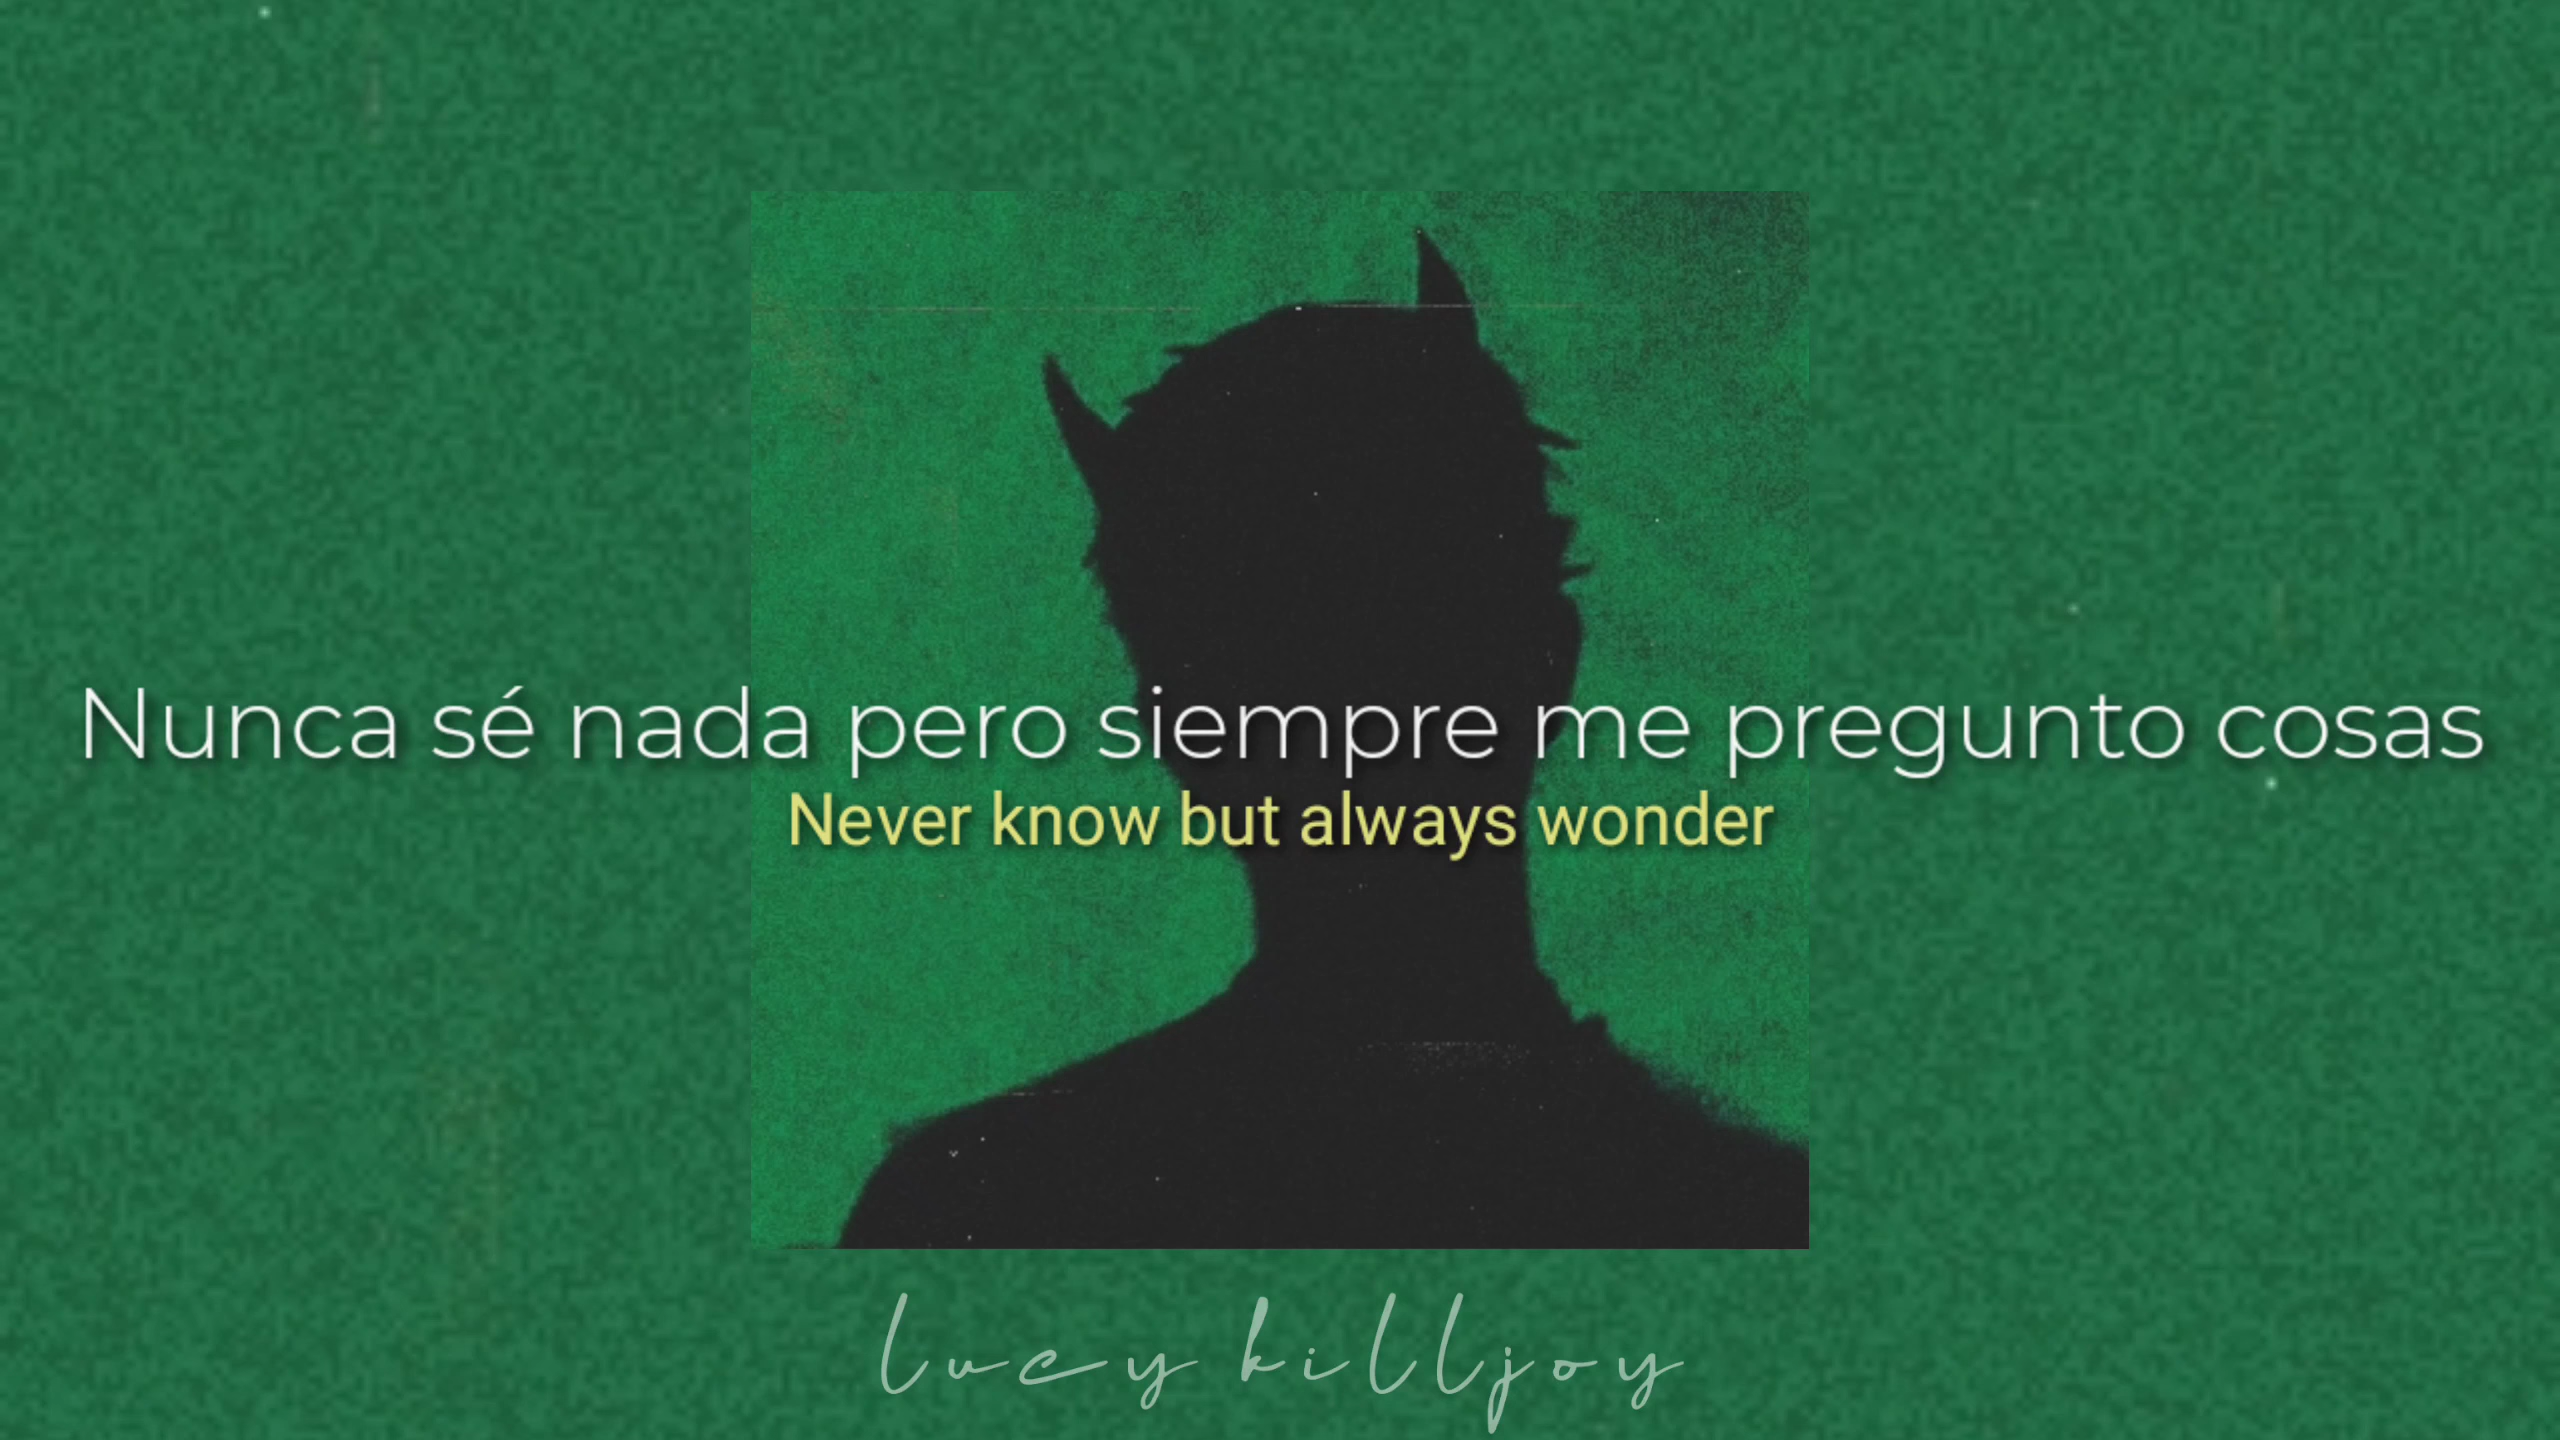 Nunca sé nada pero siempre me pregunto cosas
Never know but always wonder
lucy killjoy